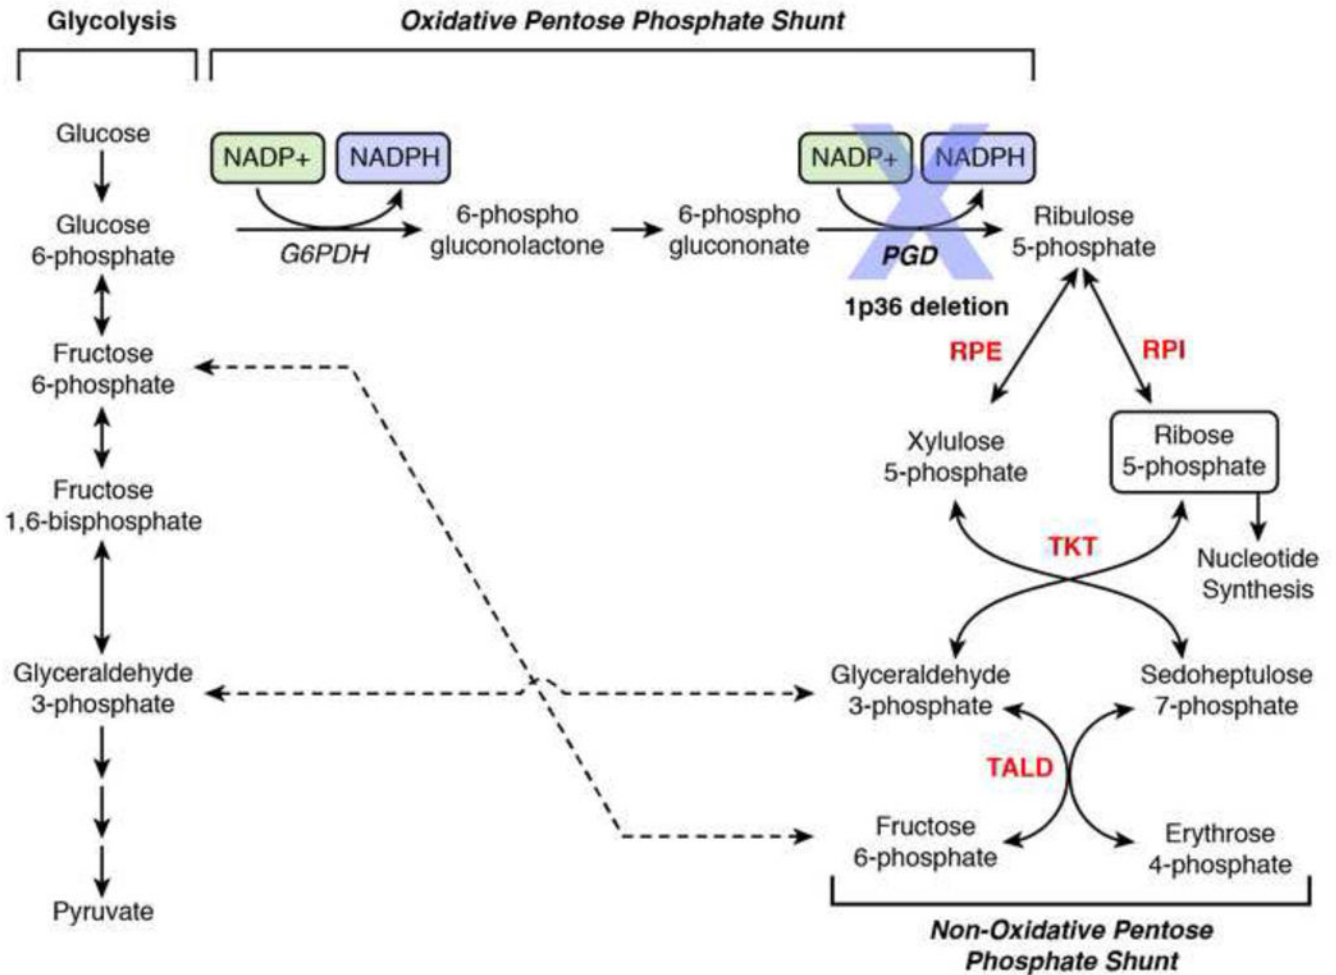 Glycolysis
Oxidative Pentose Phosphate Shunt
Glucose
NADP+
NADPH
NADP+
NADPH
Glucose
6-phosphate
G6PDH
6-phospho
gluconolactone
6-phospho
glucononate
PGD
1p36 deletion
Ribulose
5-phosphate
RPE
RPI
Fructose
6-phosphate
Xylulose
5-phosphate
Ribose
5-phosphate
Fructose
1,6-bisphosphate
TKT
Nucleotide
Synthesis
Glyceraldehyde
3-phosphate
Glyceraldehyde
3-phosphate
Sedoheptulose
7-phosphate
TALD
Fructose
6-phosphate
Erythrose
4-phosphate
Pyruvate
Non-Oxidative Pentose
Phosphate Shunt